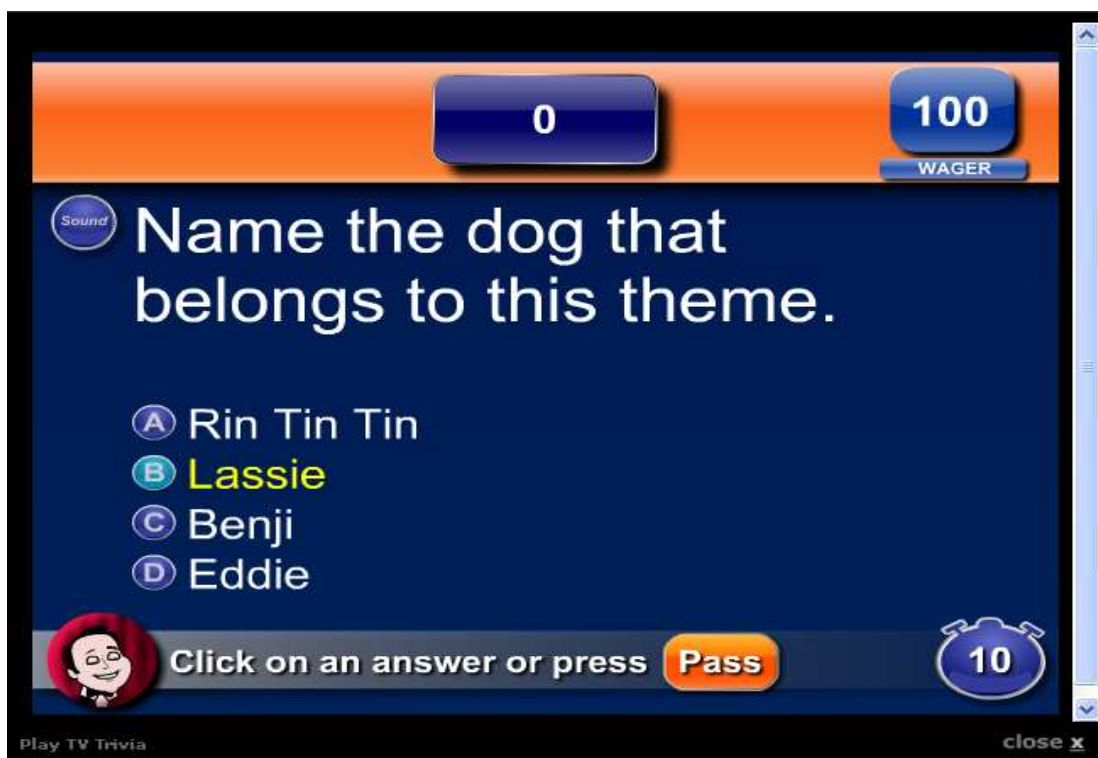 0
100
WAGER
Sound
Name the dog that
belongs to this theme.
A Rin Tin Tin
B Lassie
C Benji
D Eddie
Click on an answer or press Pass
10
Play TV Trivia
close x